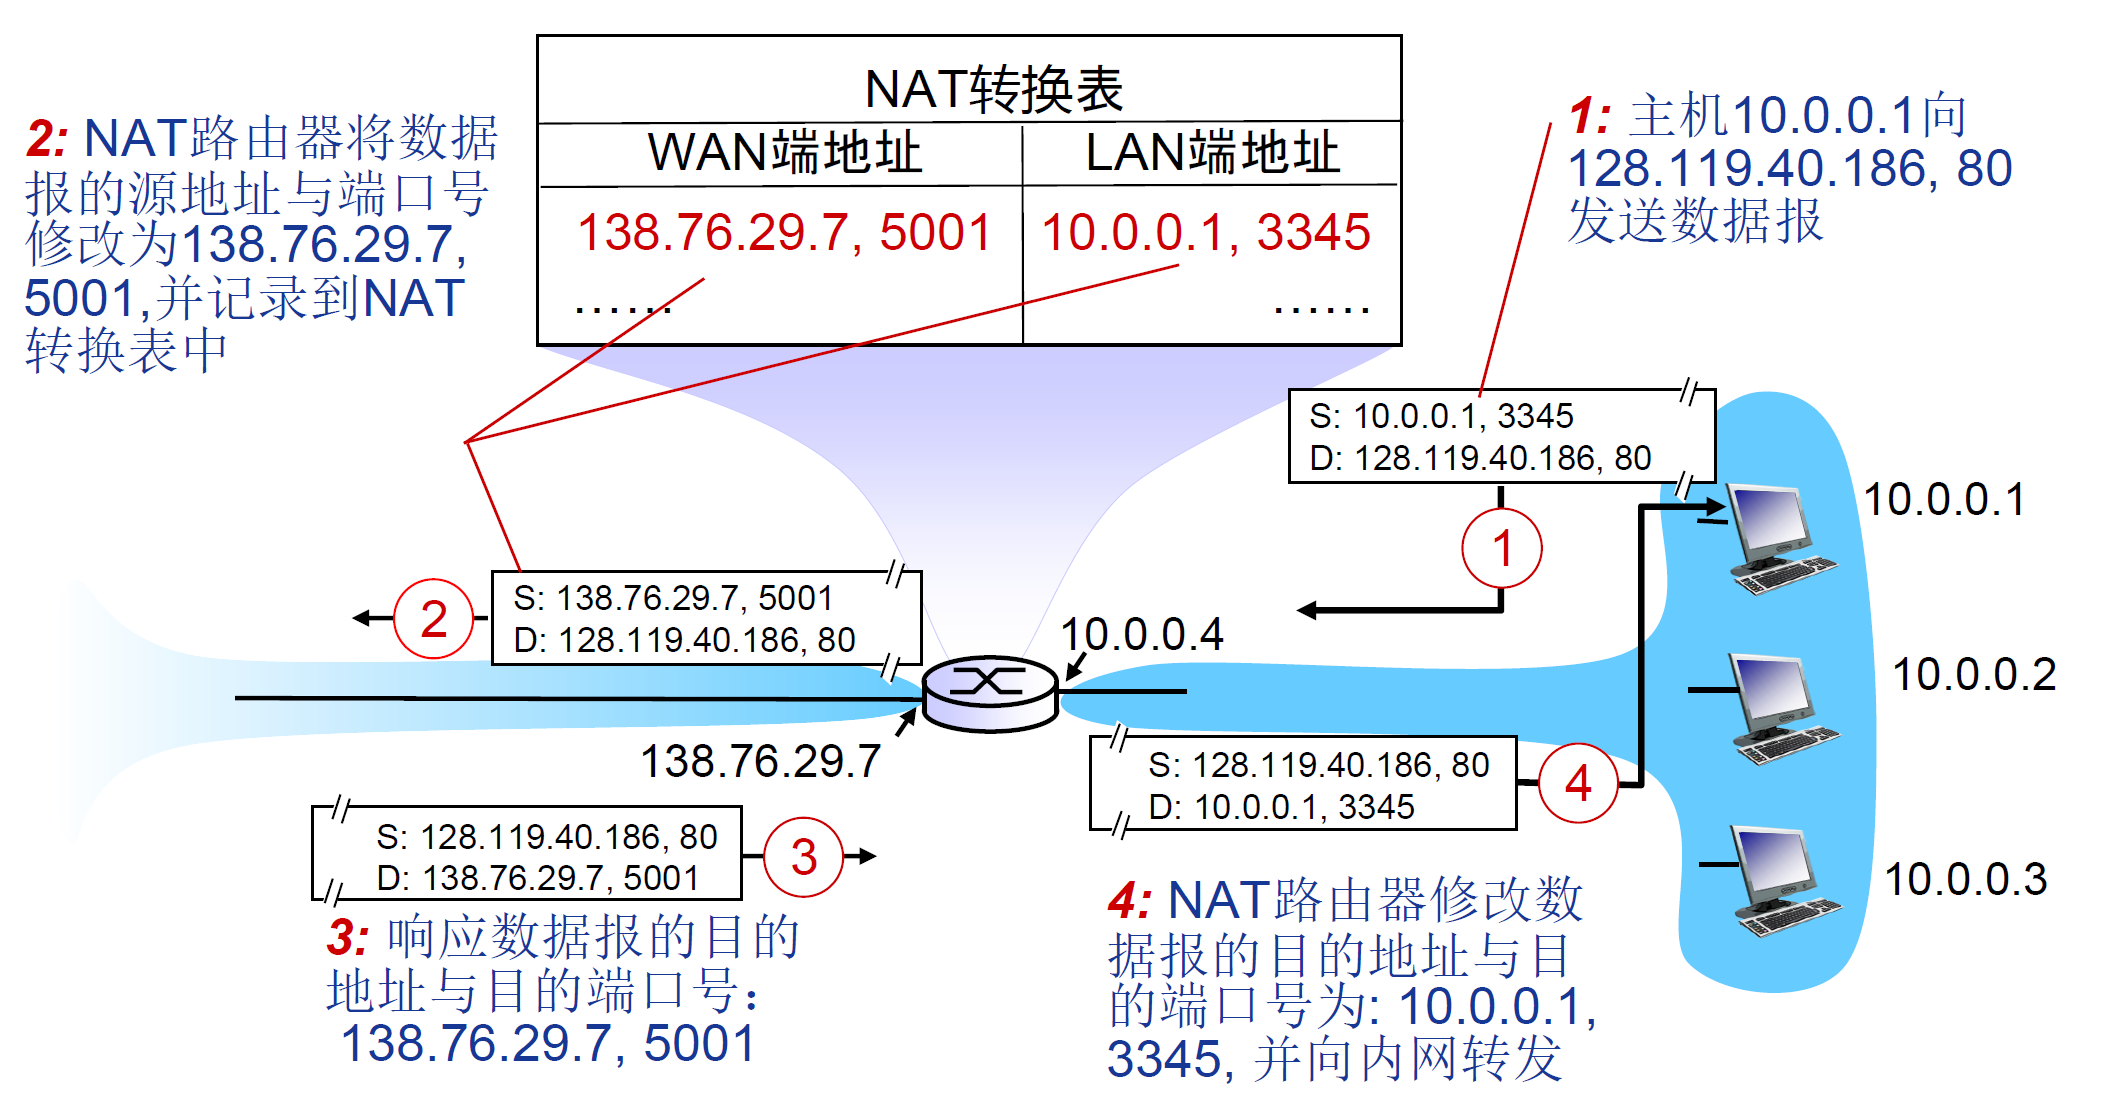 NAT转换表
WAN端地址 LAN端地址
138.76.29.7, 5001 10.0.0.1, 3345
…… ……
2: NAT路由器将数据
报的源地址与端口号
修改为138.76.29.7,
5001,并记录到NAT
转换表中
1: 主机10.0.0.1向
128.119.40.186, 80
发送数据报
S: 10.0.0.1, 3345
D: 128.119.40.186, 80
1
10.0.0.1
S: 138.76.29.7, 5001
D: 128.119.40.186, 80
2
10.0.0.4
10.0.0.2
138.76.29.7
S: 128.119.40.186, 80
D: 10.0.0.1, 3345
4
S: 128.119.40.186, 80
D: 138.76.29.7, 5001
3
10.0.0.3
3: 响应数据报的目的
地址与目的端口号：
138.76.29.7, 5001
4: NAT路由器修改数
据报的目的地址与目
的端口号为: 10.0.0.1,
3345, 并向内网转发